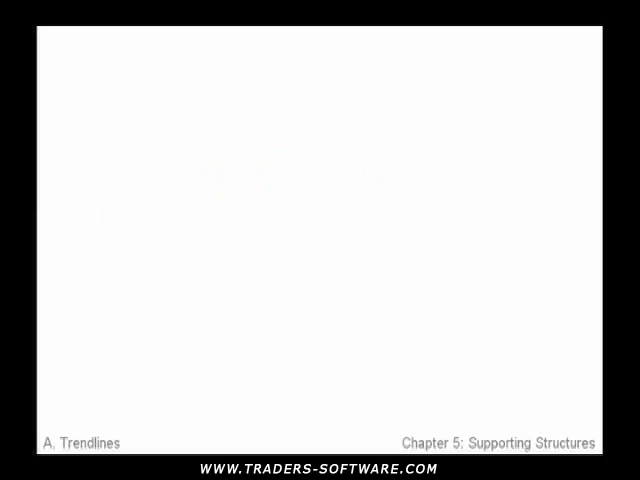 A. Trendlines
Chapter 5: Supporting Structures
WWW.TRADERS-SOFTWARE.COM